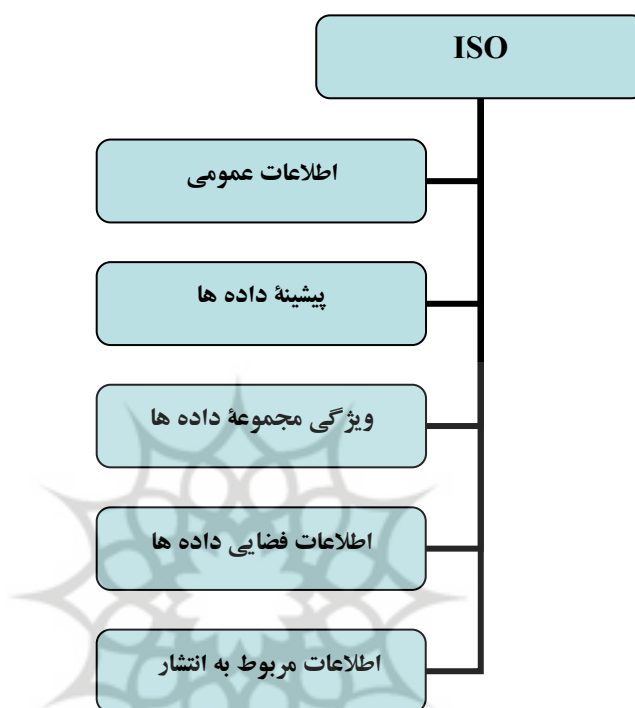 ISO
اطلاعات عمومی
پیشینۀ داده ها
ویژگی مجموعۀ داده ها
اطلاعات فضایی داده ها
اطلاعات مربوط به انتشار